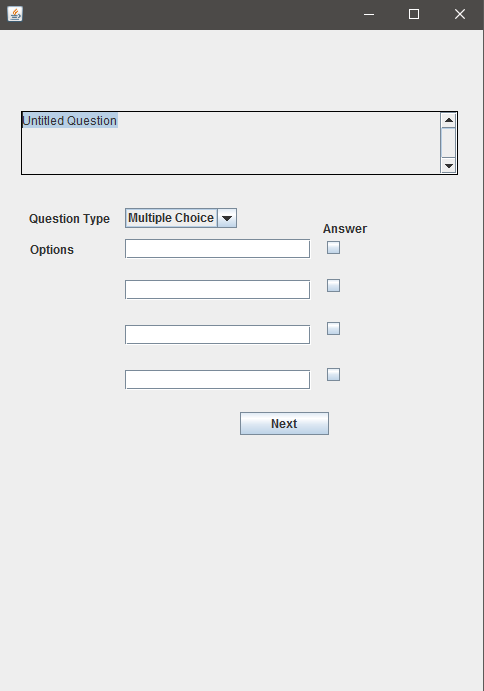 Untitled Question
Question Type Multiple Choice
Answer
Options
Next